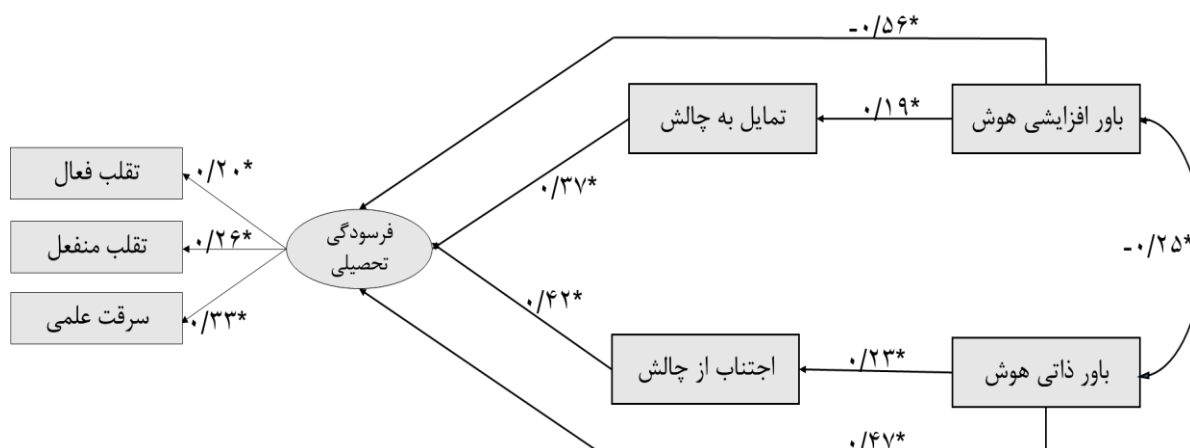 -۰/۵۶*
باور افزایشی هوش
۰/۱۹*
تمایل به چالش
۰/۳۷*
تقلب فعال
۰/۲۰*
فرسودگی
تحصیلی
تقلب منفعل
۰/۲۶*
-۰/۲۵*
سرقت علمی
۰/۳۳*
۰/۴۲*
باور ذاتی هوش
۰/۲۳*
اجتناب از چالش
۰/۴۷*